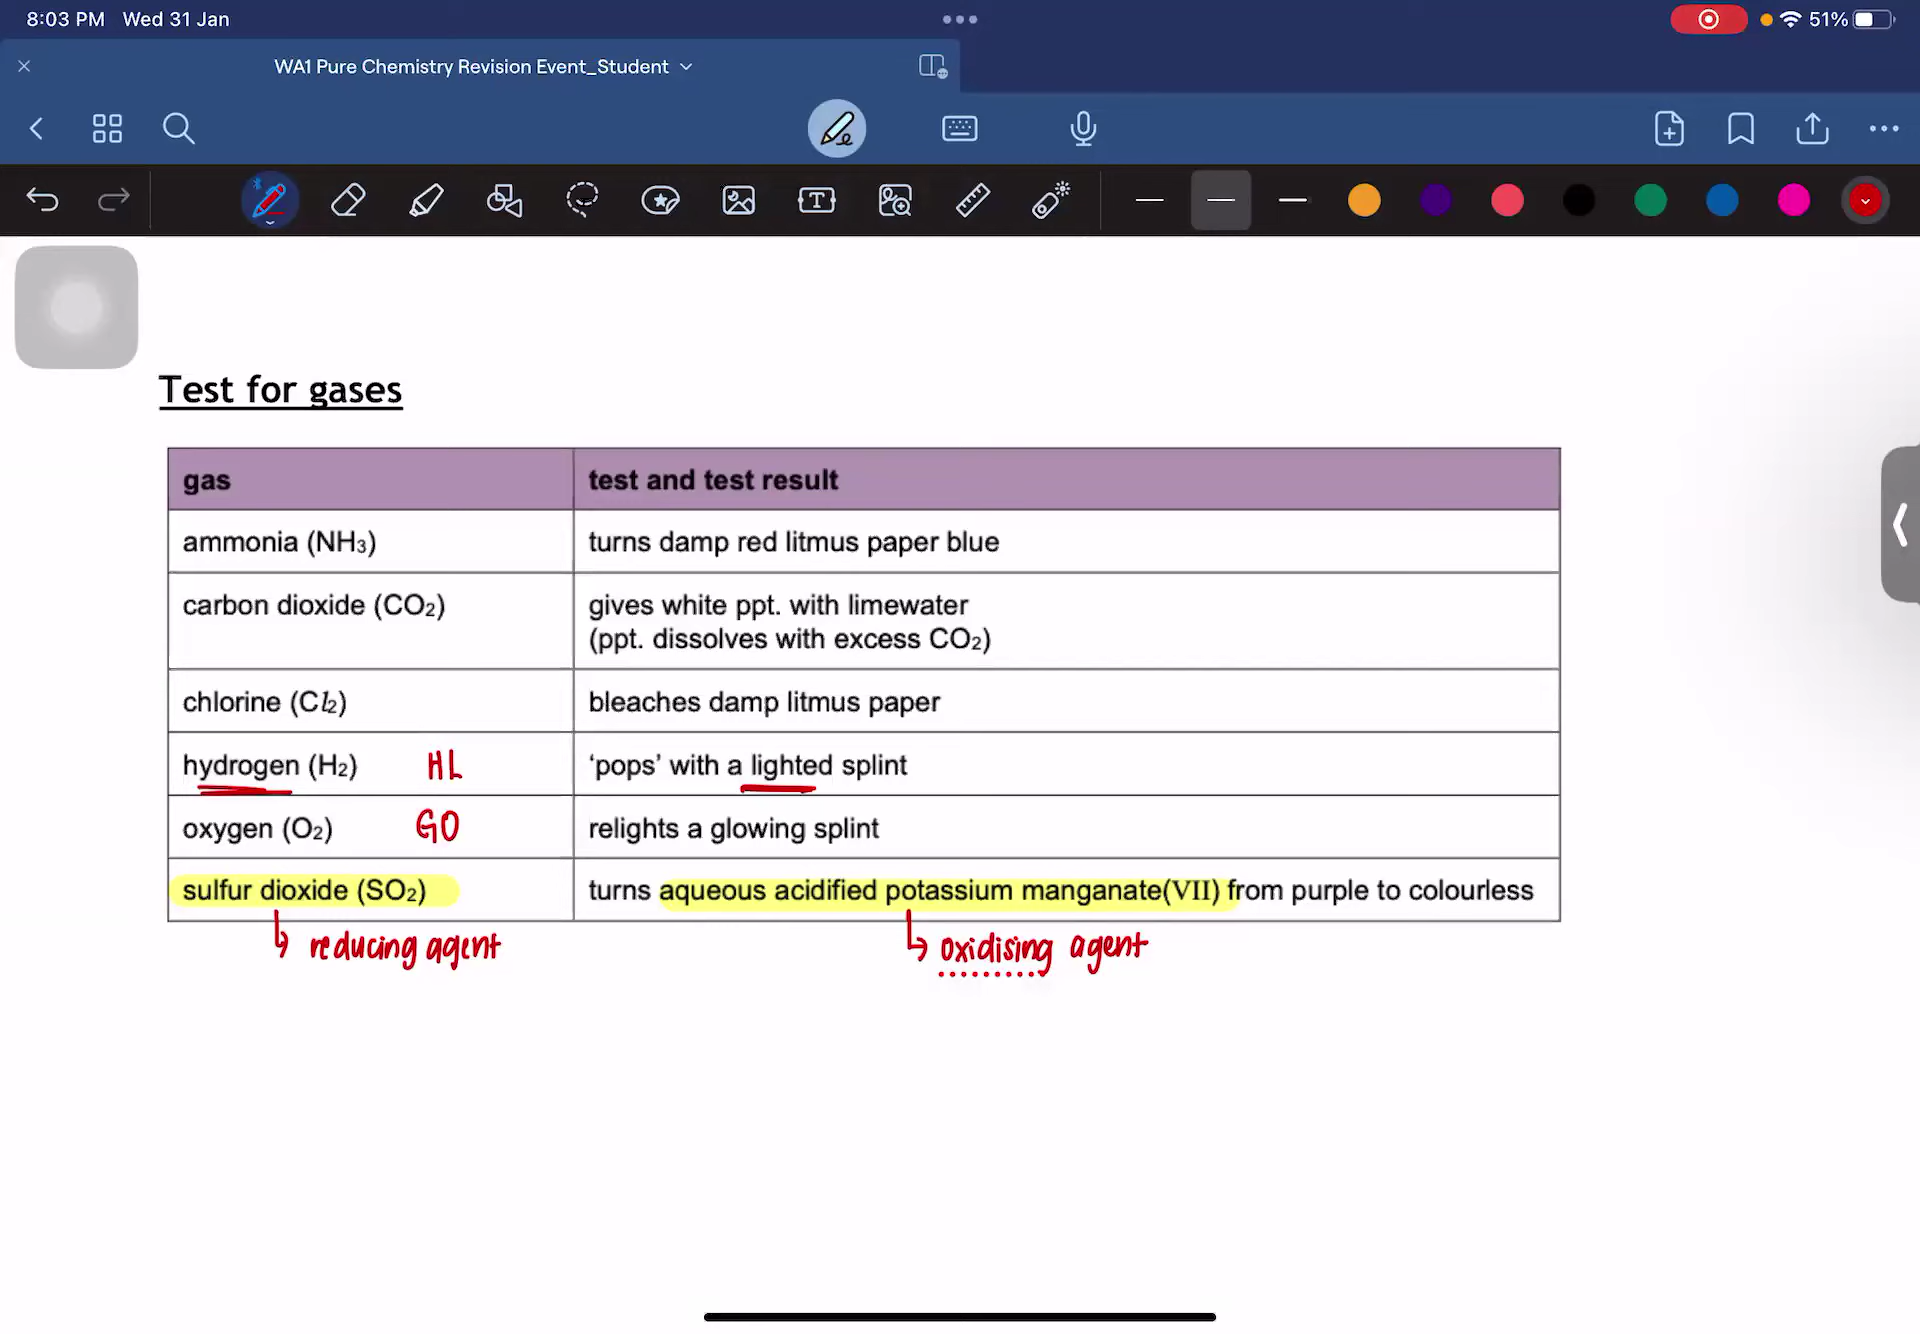 8:03 PM Wed 31 Jan
51%
WA1 Pure Chemistry Revision Event_Student
Test for gases
gas test and test result
ammonia (NH₃) turns damp red litmus paper blue
carbon dioxide (CO₂) gives white ppt. with limewater
(ppt. dissolves with excess CO₂)
chlorine (Cl₂) bleaches damp litmus paper
hydrogen (H₂) HL ‘pops’ with a lighted splint
oxygen (O₂) GO relights a glowing splint
sulfur dioxide (SO₂) turns aqueous acidified potassium manganate(VII) from purple to colourless
↳ reducing agent ↳ oxidising agent